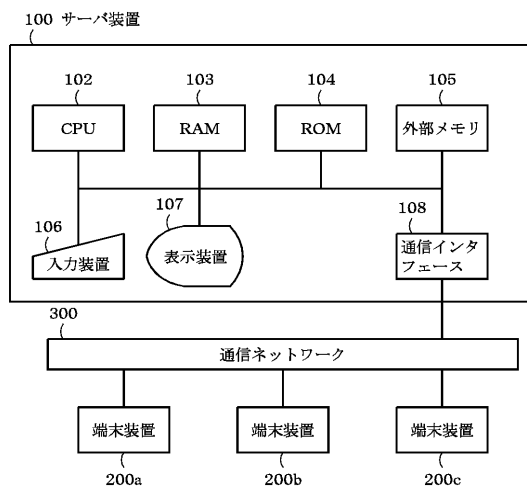 100 サーバ装置
102
103
104
105
CPU
RAM
ROM
外部メモリ
106
107
108
入力装置
表示装置
通信インタ
フェース
300
通信ネットワーク
端末装置
端末装置
端末装置
200a
200b
200c